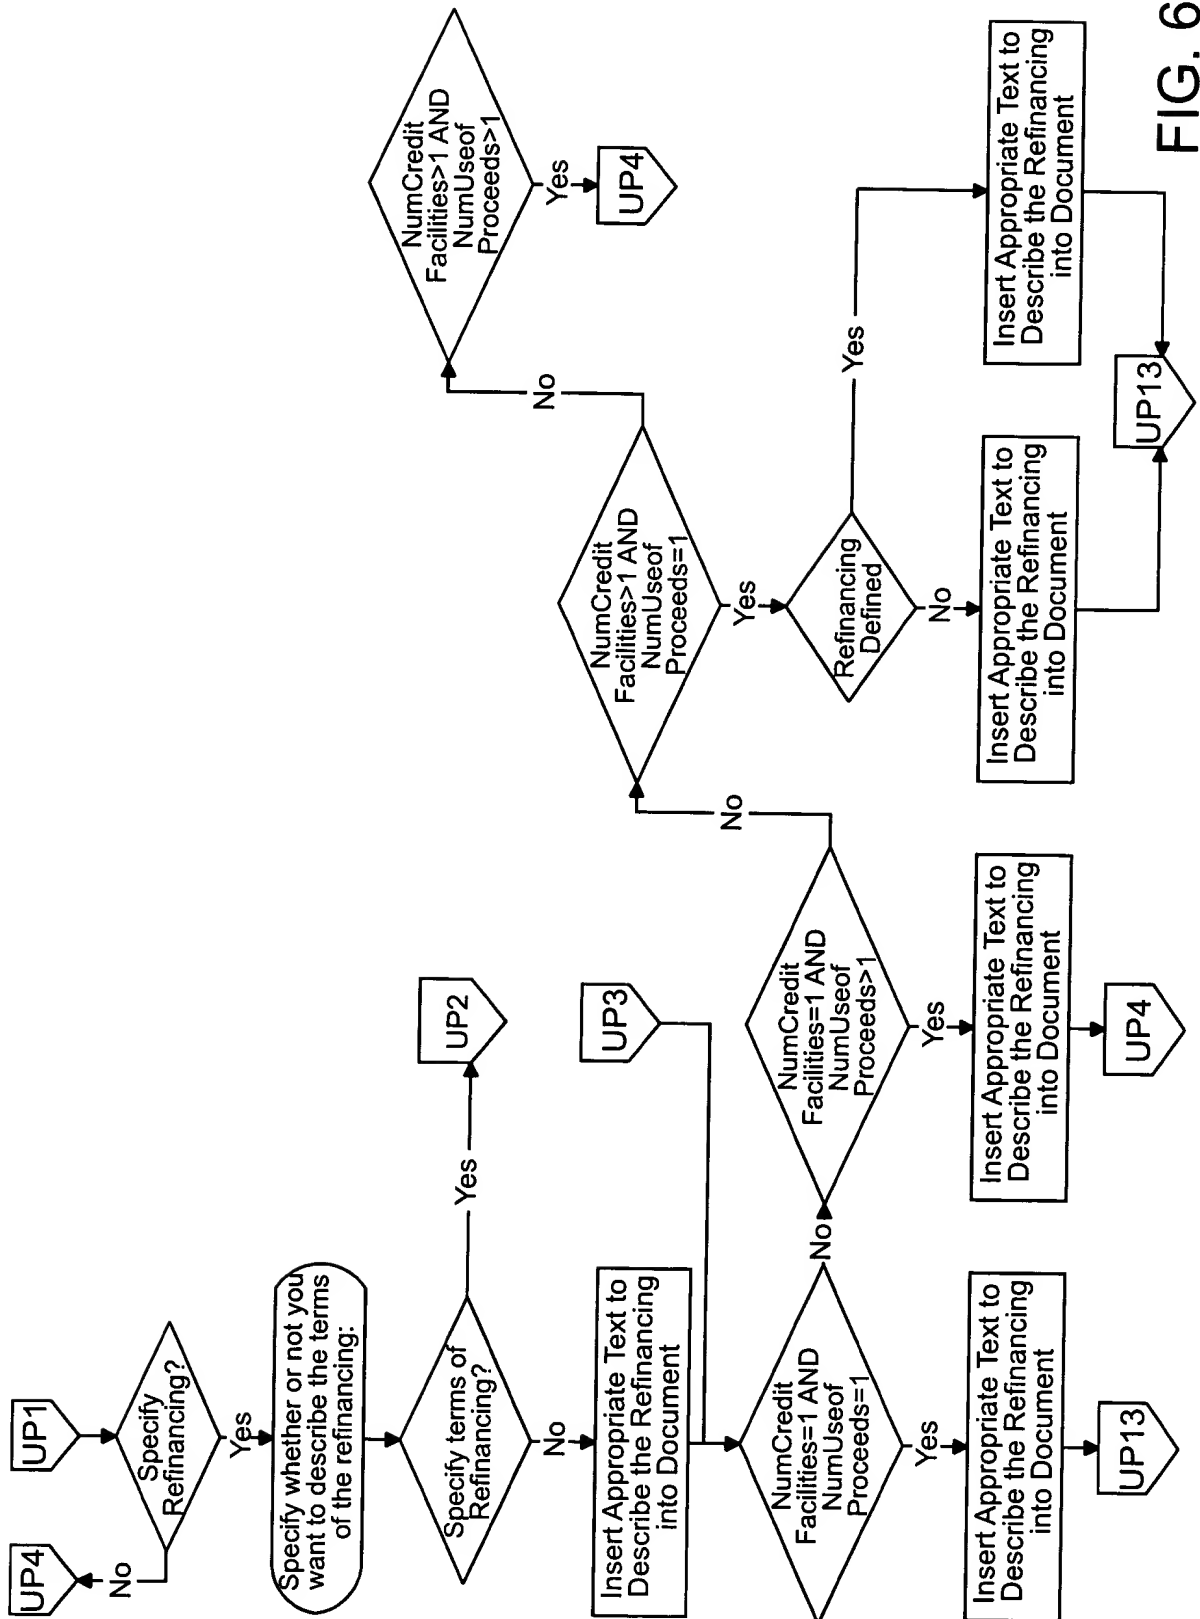 UP4
UP1
No
Specify
Refinancing?
Yes
Specify whether or not you
want to describe the terms
of the refinancing:
Specify terms of
Refinancing?
Yes
UP2
No
Insert Appropriate Text to
Describe the Refinancing
into Document
UP3
NumCredit
Facilities=1 AND
NumUseof
Proceeds=1
Yes
Insert Appropriate Text to
Describe the Refinancing
into Document
UP13
No
NumCredit
Facilities=1 AND
NumUseof
Proceeds>1
Yes
Insert Appropriate Text to
Describe the Refinancing
into Document
UP4
No
NumCredit
Facilities>1 AND
NumUseof
Proceeds=1
Yes
Refinancing
Defined
No
Insert Appropriate Text to
Describe the Refinancing
into Document
Yes
Insert Appropriate Text to
Describe the Refinancing
into Document
UP13
No
NumCredit
Facilities>1 AND
NumUseof
Proceeds>1
Yes
UP4
FIG. 6